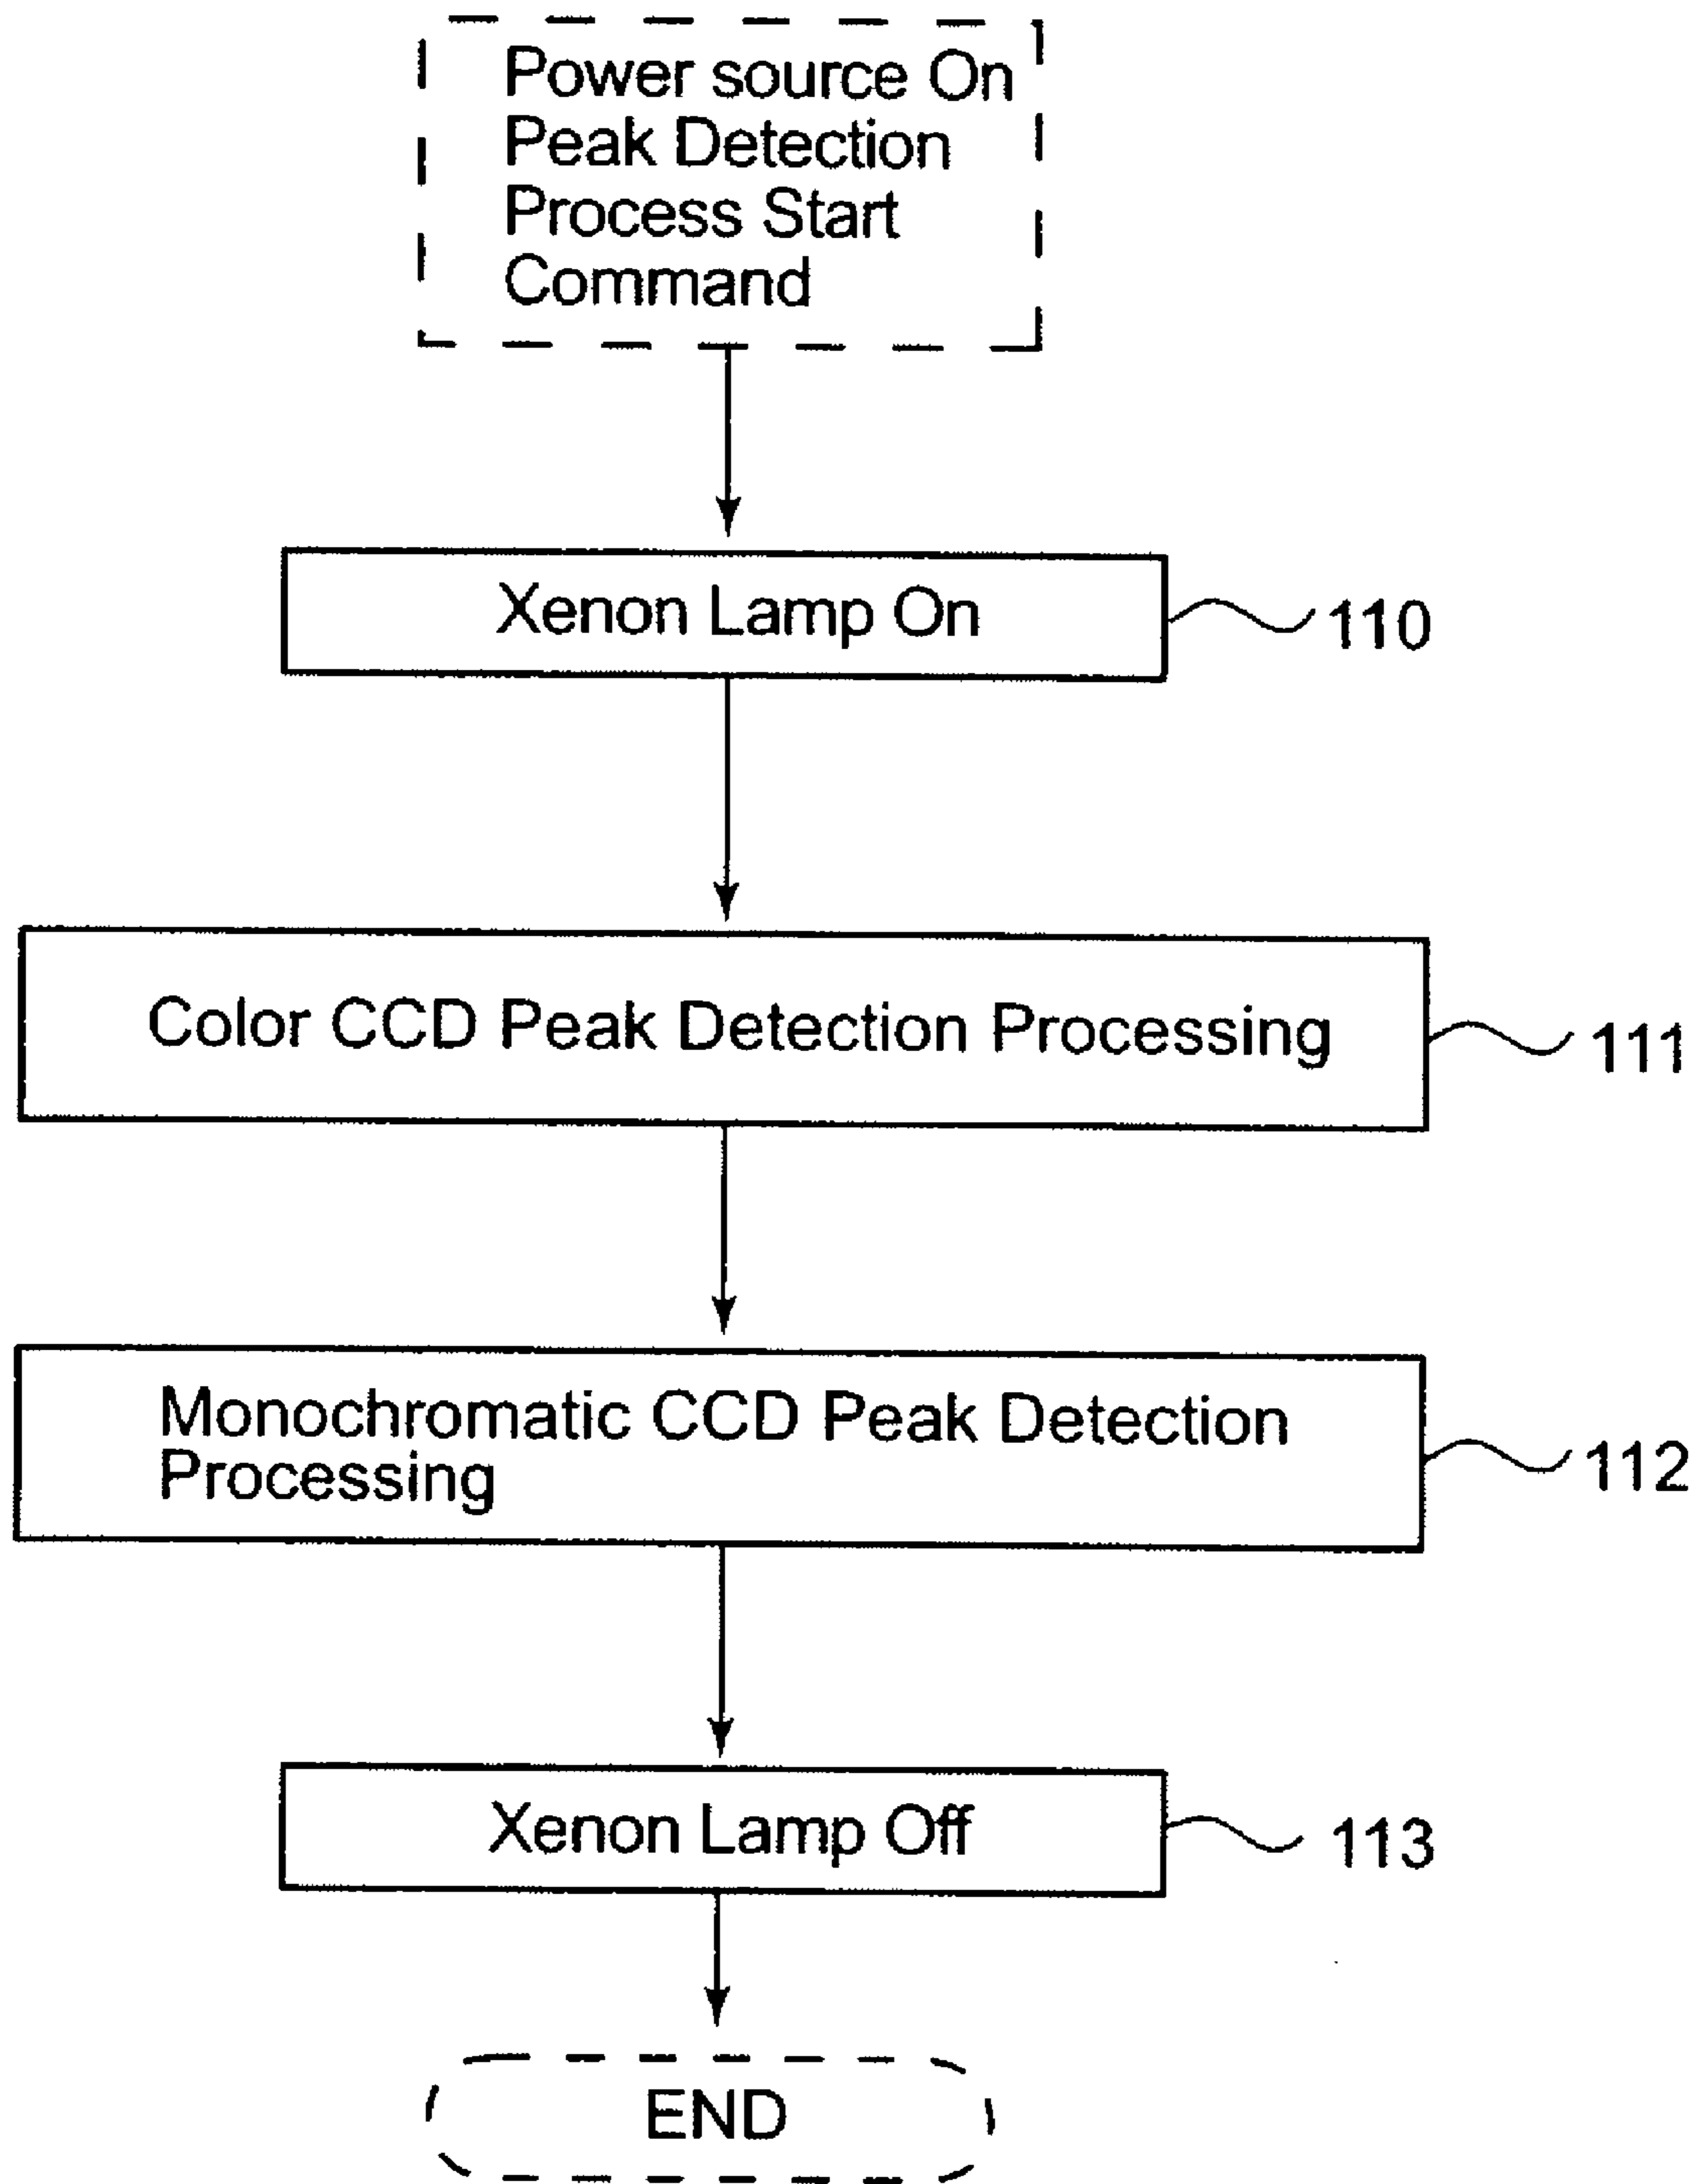 Power source On
Peak Detection
Process Start
Command
Xenon Lamp On
110
Color CCD Peak Detection Processing
111
Monochromatic CCD Peak Detection
Processing
112
Xenon Lamp Off
113
END